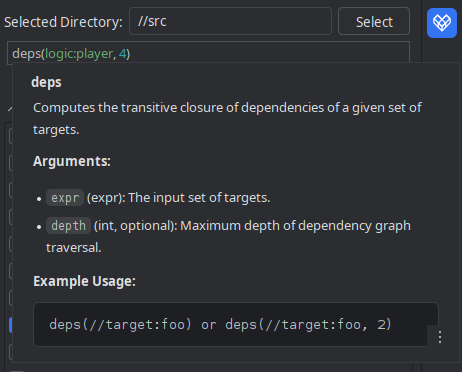 Selected Directory: //src Select
deps(logic:player, 4)
deps
Computes the transitive closure of dependencies of a given set of
targets.
Arguments:
• expr (expr): The input set of targets.
• depth (int, optional): Maximum depth of dependency graph
traversal.
Example Usage:
deps(//target:foo) or deps(//target:foo, 2)